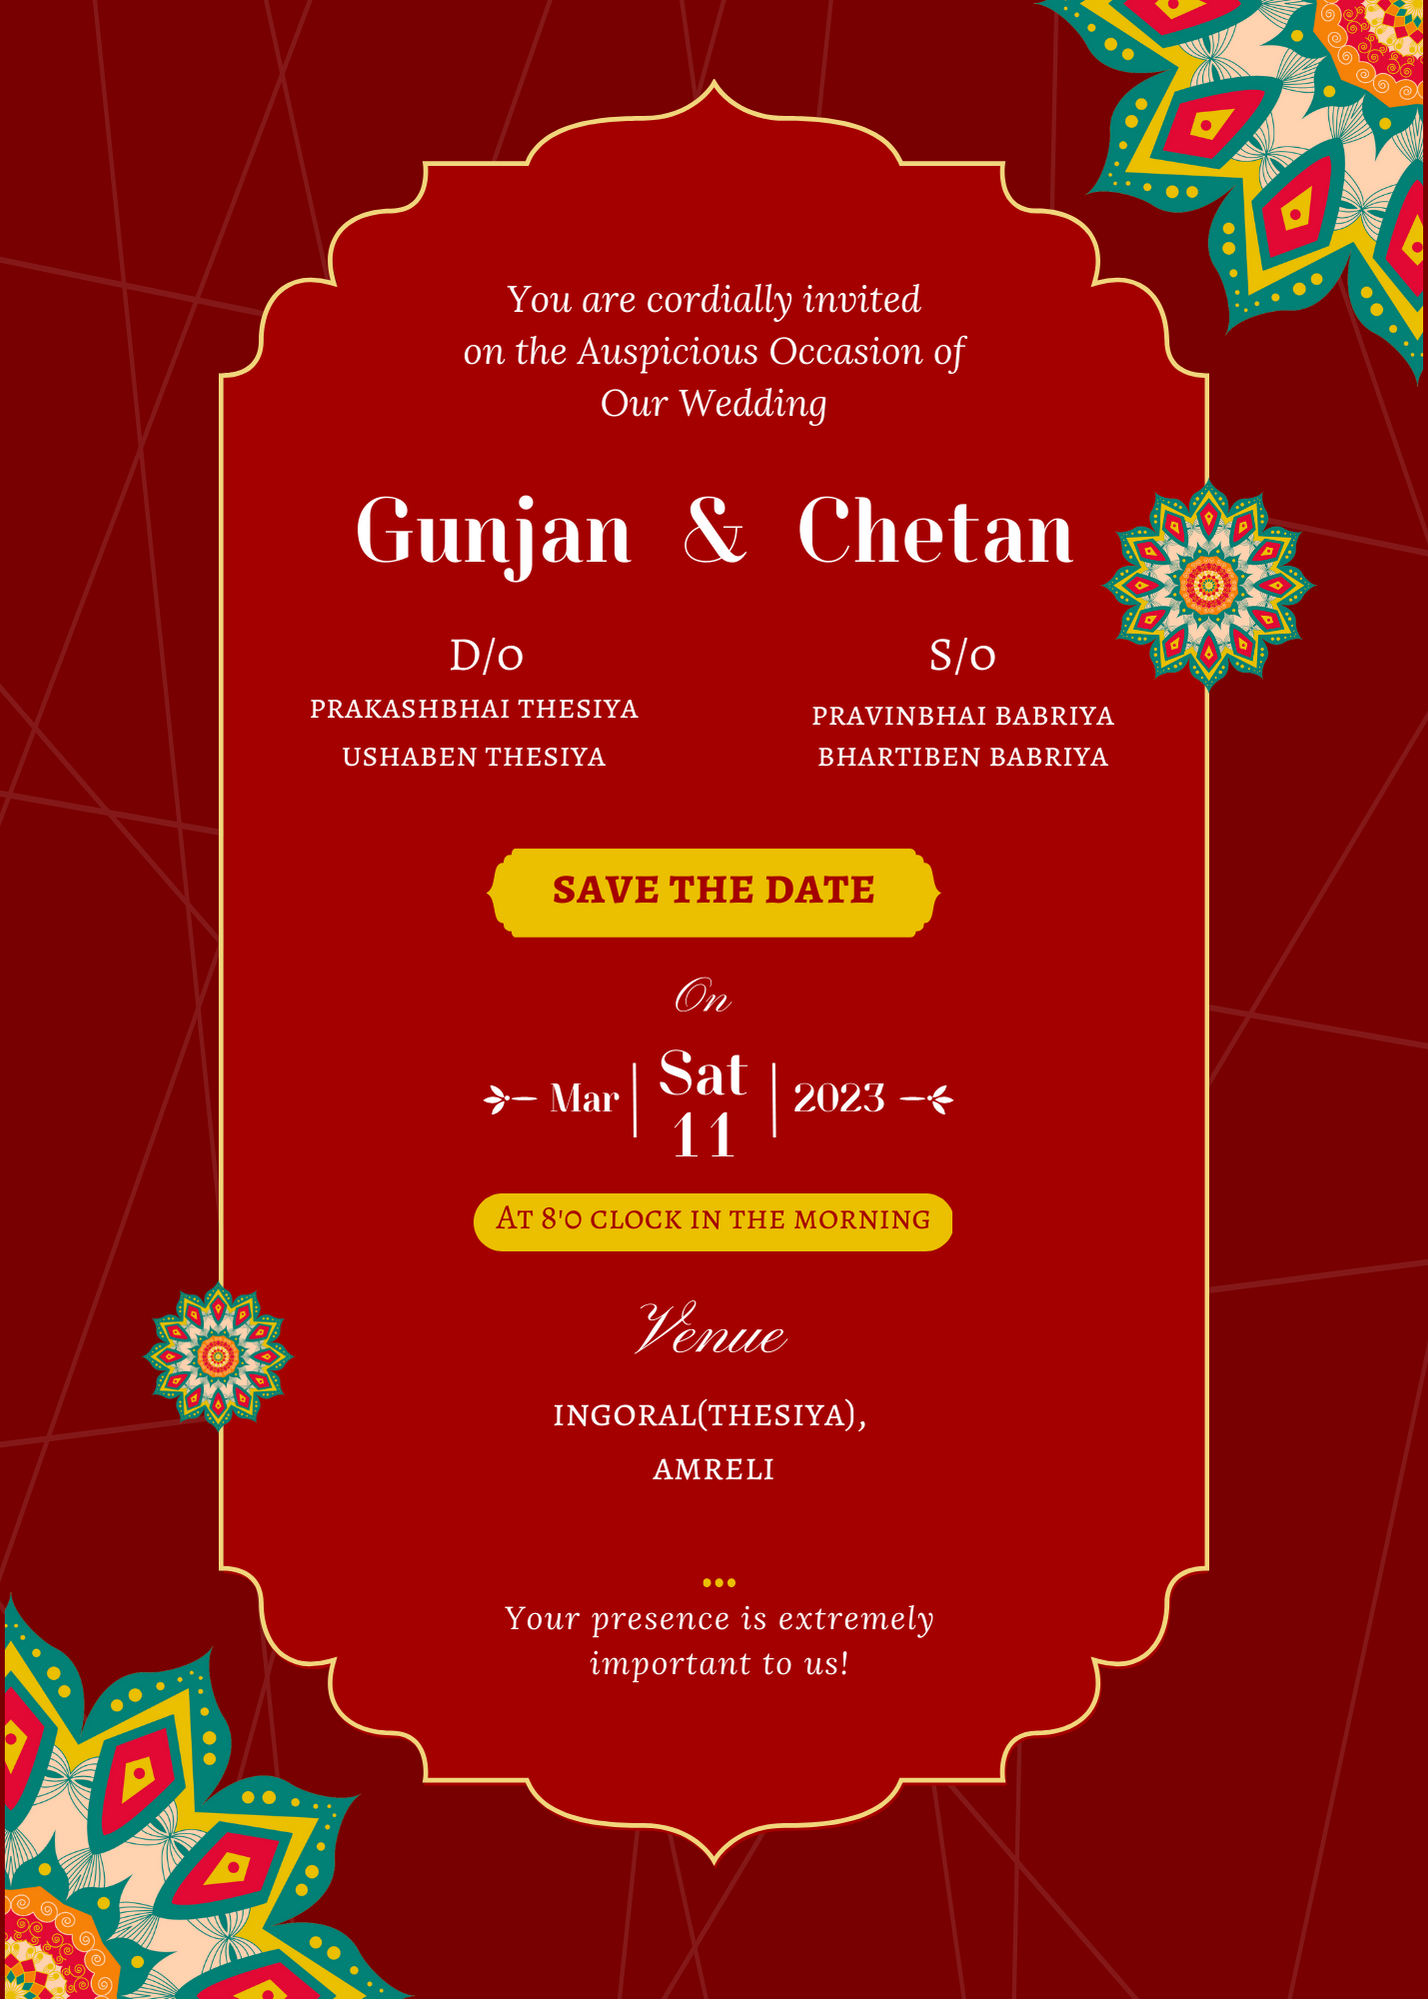 You are cordially invited
on the Auspicious Occasion of
Our Wedding
Gunjan & Chetan
D/o
PRAKASHBHAI THESIYA
USHABEN THESIYA
S/o
PRAVINBHAI BABRIYA
BHARTIBEN BABRIYA
SAVE THE DATE
On
Mar | Sat 11 | 2023
At 8'o clock in the morning
Venue
INGORAL(THESIYA),
AMRELI
Your presence is extremely
important to us!